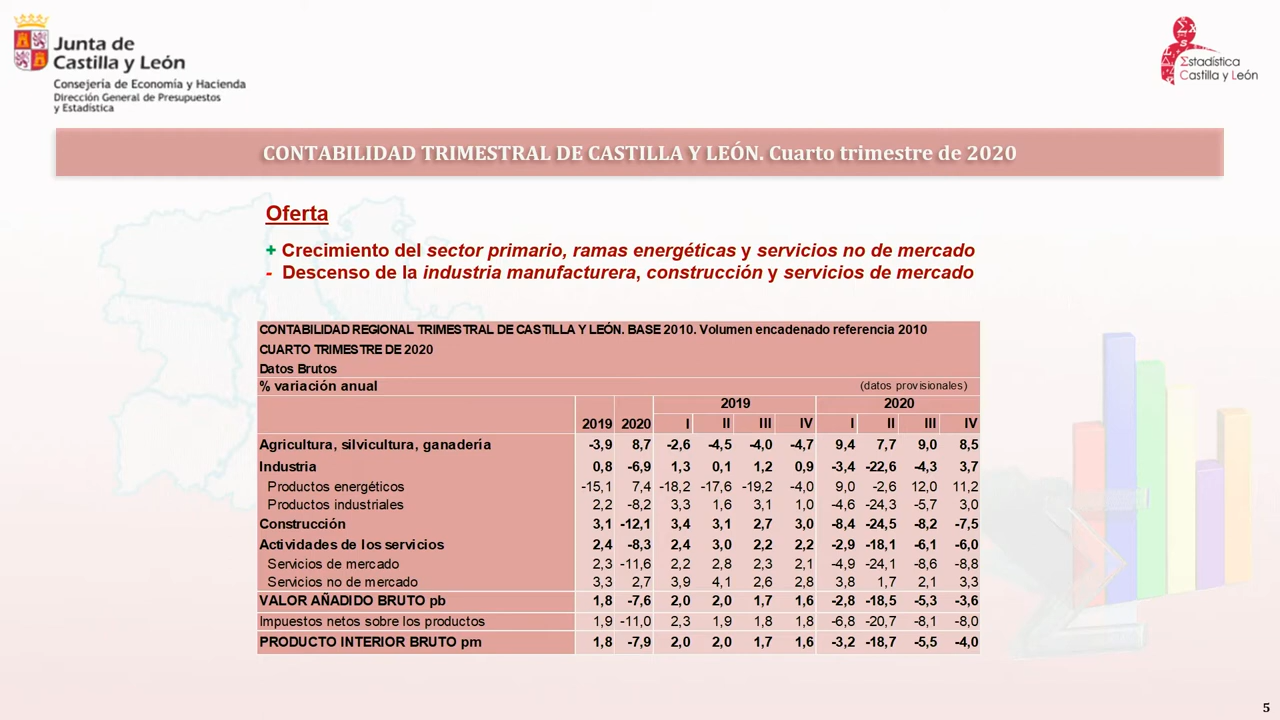 Junta de
Castilla y León
Consejería de Economía y Hacienda
Dirección General de Presupuestos
y Estadística
Estadística
Castilla y León
CONTABILIDAD TRIMESTRAL DE CASTILLA Y LEÓN. Cuarto trimestre de 2020
Oferta
+ Crecimiento del sector primario, ramas energéticas y servicios no de mercado
- Descenso de la industria manufacturera, construcción y servicios de mercado
CONTABILIDAD REGIONAL TRIMESTRAL DE CASTILLA Y LEÓN. BASE 2010. Volumen encadenado referencia 2010
CUARTO TRIMESTRE DE 2020
Datos Brutos
% variación anual (datos provisionales)
2019 2020
2019 2020 I II III IV I II III IV
Agricultura, silvicultura, ganadería -3,9 8,7 -2,6 -4,5 -4,0 -4,7 9,4 7,7 9,0 8,5
Industria 0,8 -6,9 1,3 0,1 1,2 0,9 -3,4 -22,6 -4,3 3,7
Productos energéticos -15,1 7,4 -18,2 -17,6 -19,2 -4,0 9,0 -2,6 12,0 11,2
Productos industriales 2,2 -8,2 3,3 1,6 3,1 1,0 -4,6 -24,3 -5,7 3,0
Construcción 3,1 -12,1 3,4 3,1 2,7 3,0 -8,4 -24,5 -8,2 -7,5
Actividades de los servicios 2,4 -8,3 2,4 3,0 2,2 2,2 -2,9 -18,1 -6,1 -6,0
Servicios de mercado 2,3 -11,6 2,2 2,8 2,3 2,1 -4,9 -24,1 -8,6 -8,8
Servicios no de mercado 3,3 2,7 3,9 4,1 2,6 2,8 3,8 1,7 2,1 3,3
VALOR AÑADIDO BRUTO pb 1,8 -7,6 2,0 2,0 1,7 1,6 -2,8 -18,5 -5,3 -3,6
Impuestos netos sobre los productos 1,9 -11,0 2,3 1,9 1,8 1,8 -6,8 -20,7 -8,1 -8,0
PRODUCTO INTERIOR BRUTO pm 1,8 -7,9 2,0 2,0 1,7 1,6 -3,2 -18,7 -5,5 -4,0
5